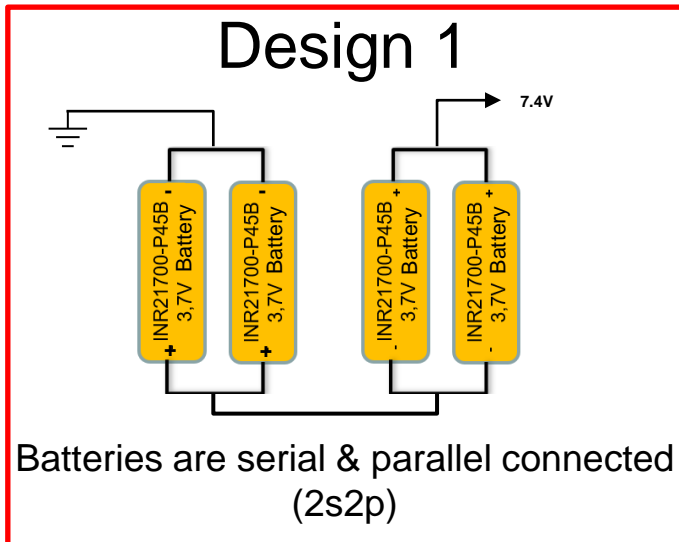 Design 1
7.4V
- INR21700-P45B +
3,7V Battery
- INR21700-P45B +
3,7V Battery
- INR21700-P45B +
3,7V Battery
- INR21700-P45B +
3,7V Battery
Batteries are serial & parallel connected
(2s2p)